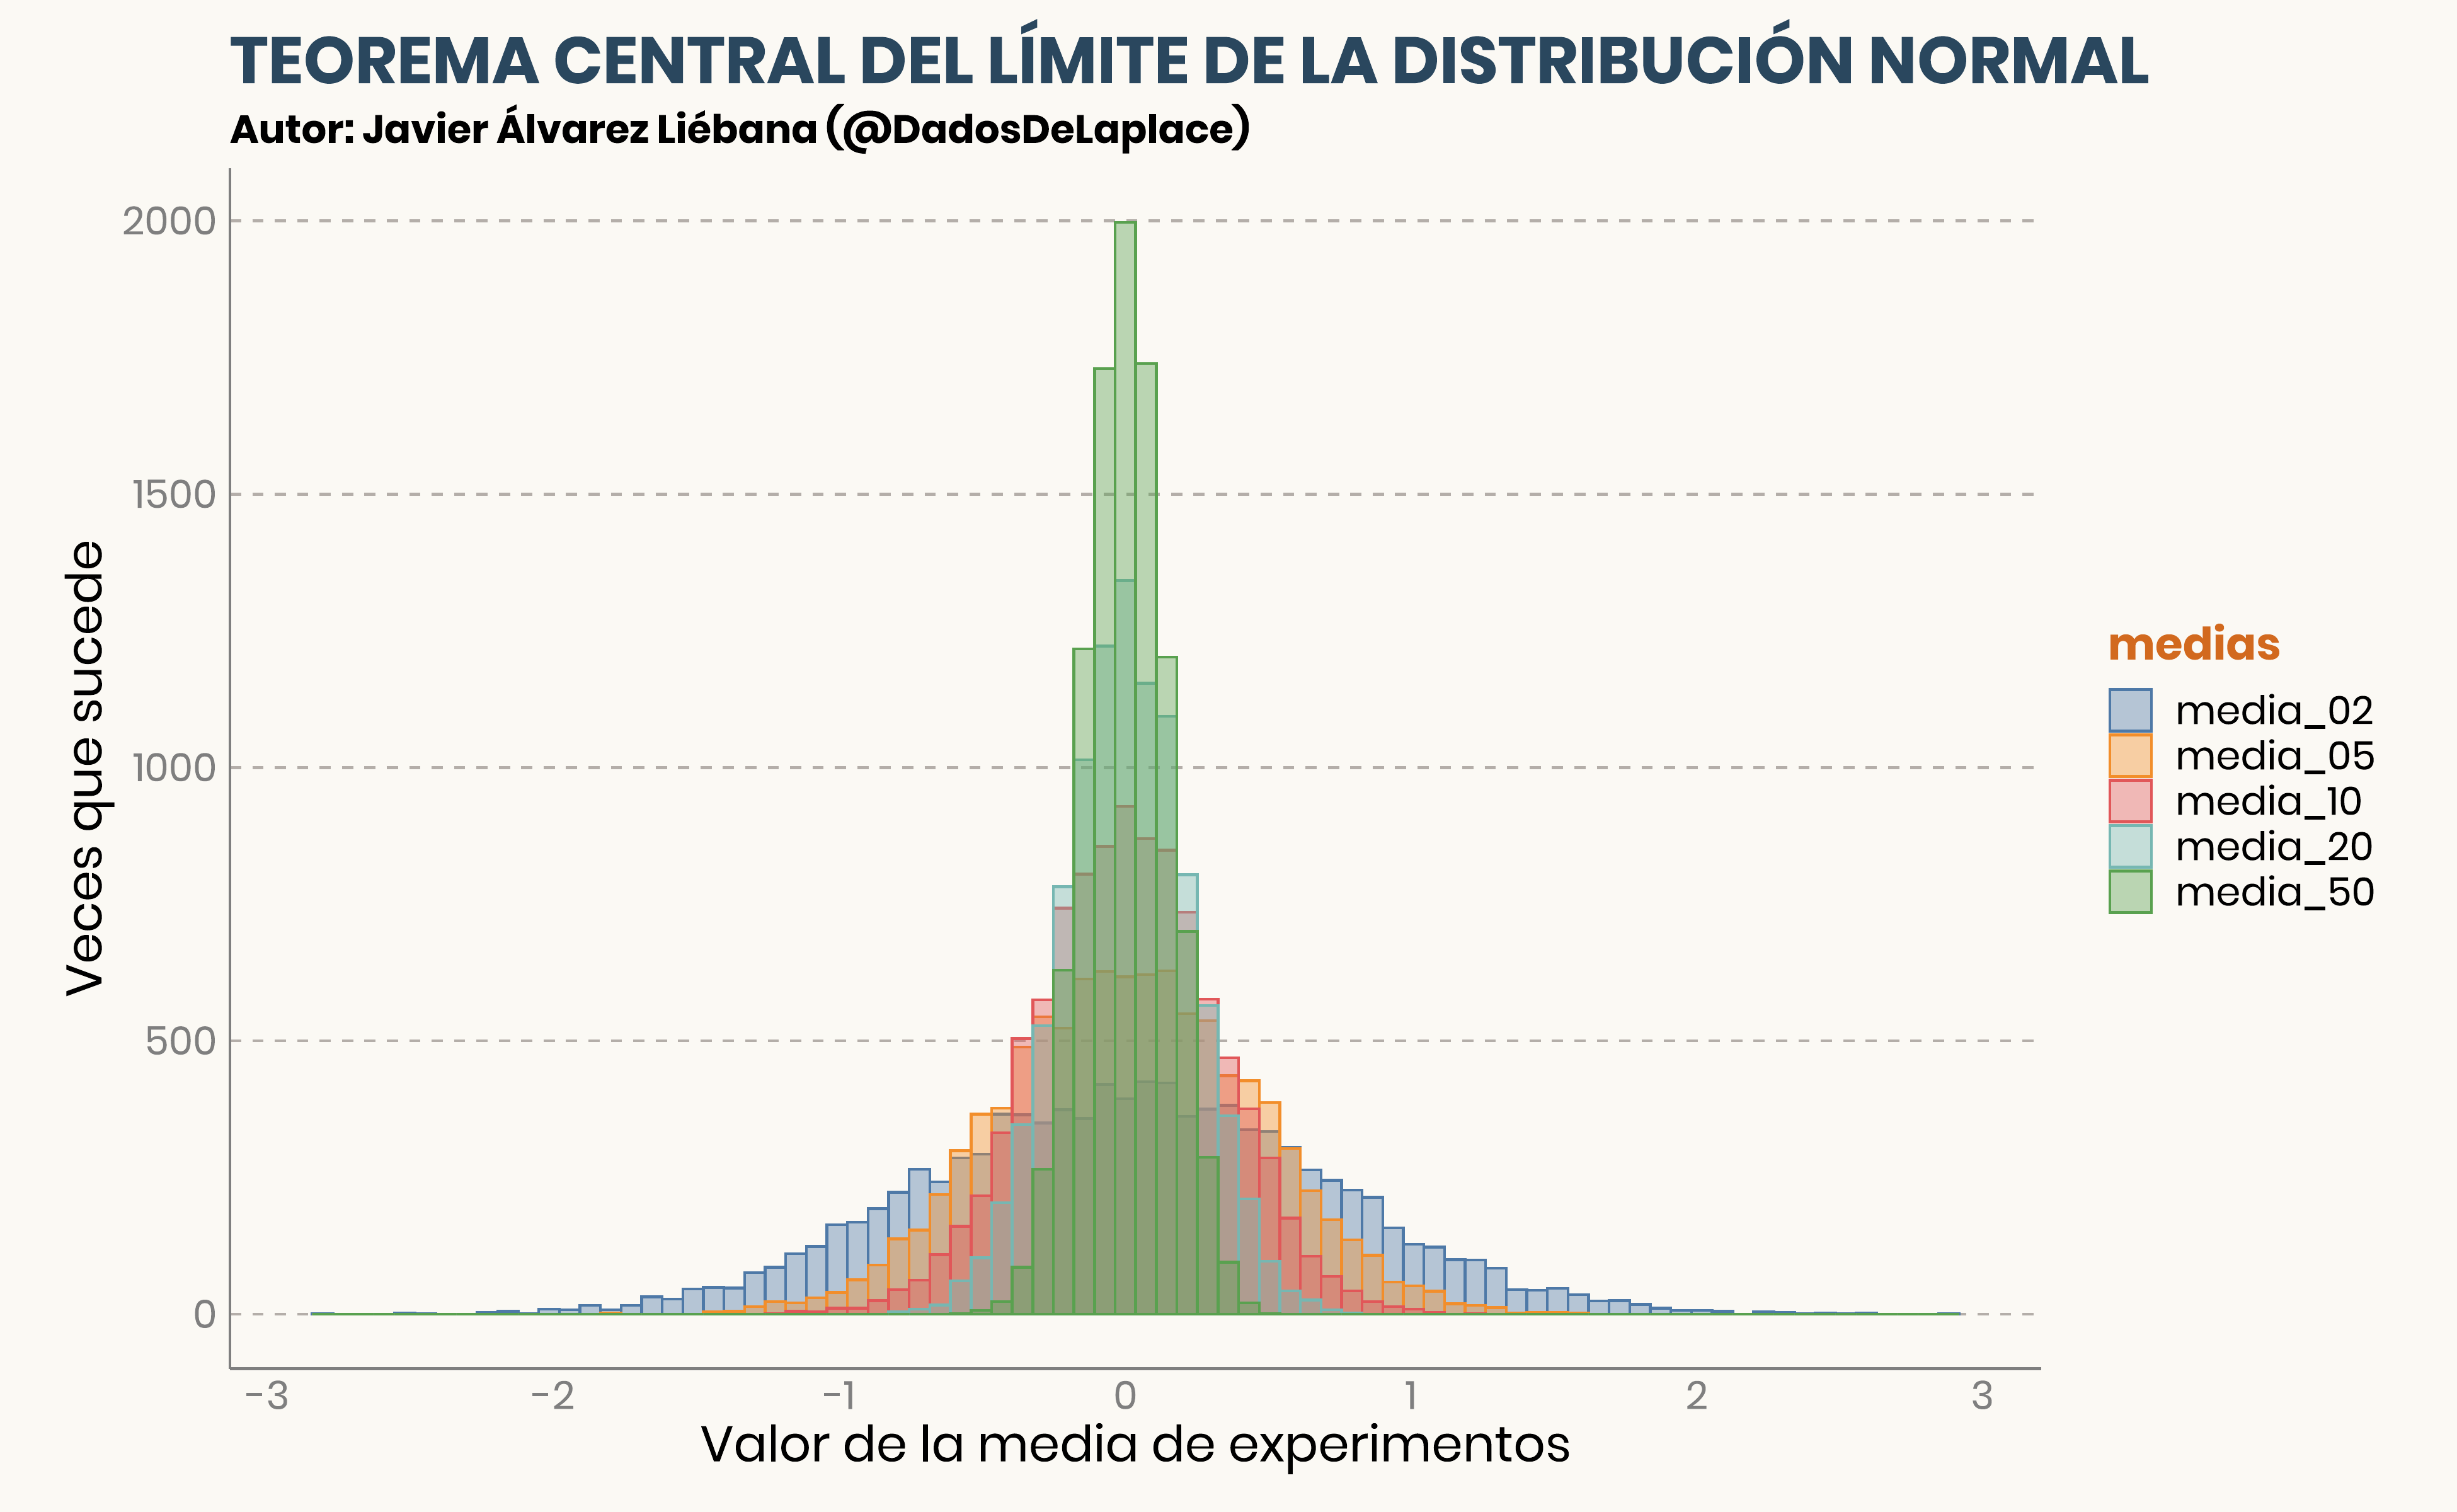 TEOREMA CENTRAL DEL LÍMITE DE LA DISTRIBUCIÓN NORMAL
Autor: Javier Álvarez Liébana (@DadosDeLaplace)
2000
1500
1000
500
0
Veces que sucede
−3 −2 −1 0 1 2 3
Valor de la media de experimentos
medias
media_02
media_05
media_10
media_20
media_50